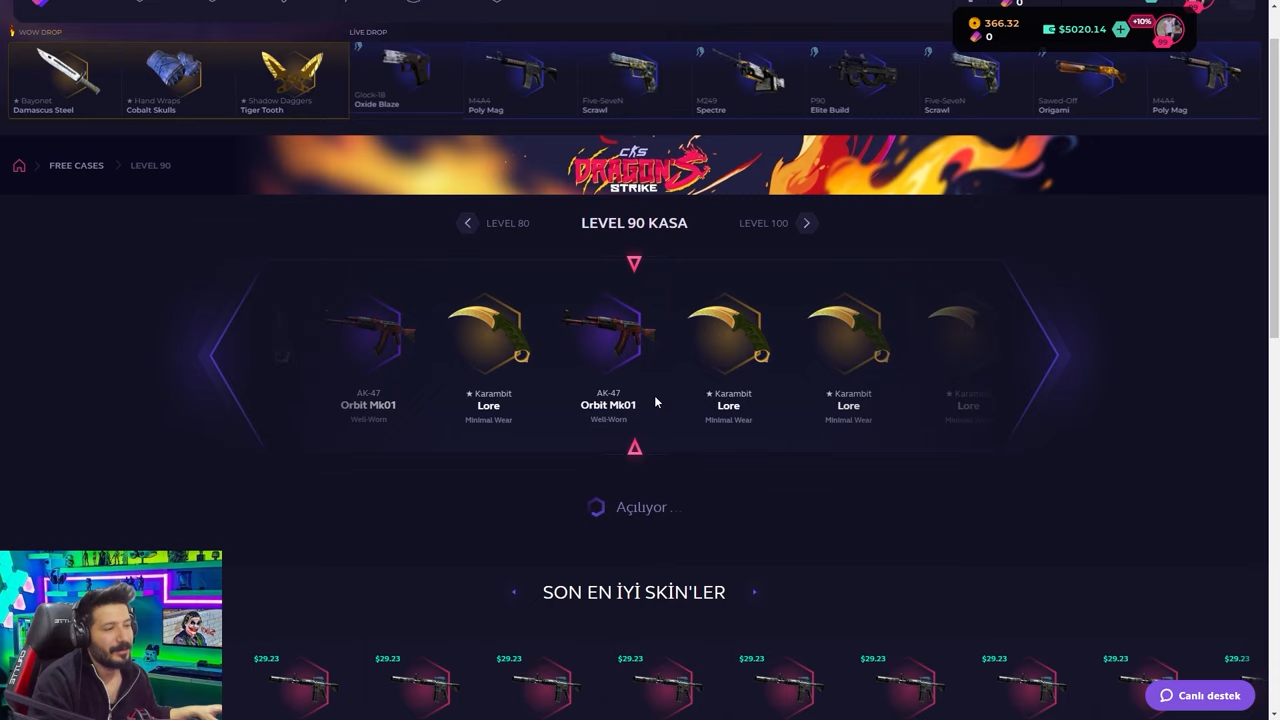 0
366.32
0
$5020.14
+10%
99
WOW DROP
LIVE DROP
★ Bayonet
Damascus Steel
★ Hand Wraps
Cobalt Skulls
★ Shadow Daggers
Tiger Tooth
Glock-18
Oxide Blaze
M4A4
Poly Mag
Five-SeveN
Scrawl
M249
Spectre
P90
Elite Build
Five-SeveN
Scrawl
Sawed-Off
Origami
M4A4
Poly Mag
FREE CASES
LEVEL 90
DRAGON'S
STRIKE
LEVEL 80
LEVEL 90 KASA
LEVEL 100
AK-47
Orbit Mk01
Well-Worn
★ Karambit
Lore
Minimal Wear
AK-47
Orbit Mk01
Well-Worn
★ Karambit
Lore
Minimal Wear
★ Karambit
Lore
Minimal Wear
★ Karambit
Lore
Minimal Wear
Açılıyor ...
SON EN İYİ SKİN'LER
$29.23
$29.23
$29.23
$29.23
$29.23
$29.23
$29.23
$29.23
$29.23
Canlı destek